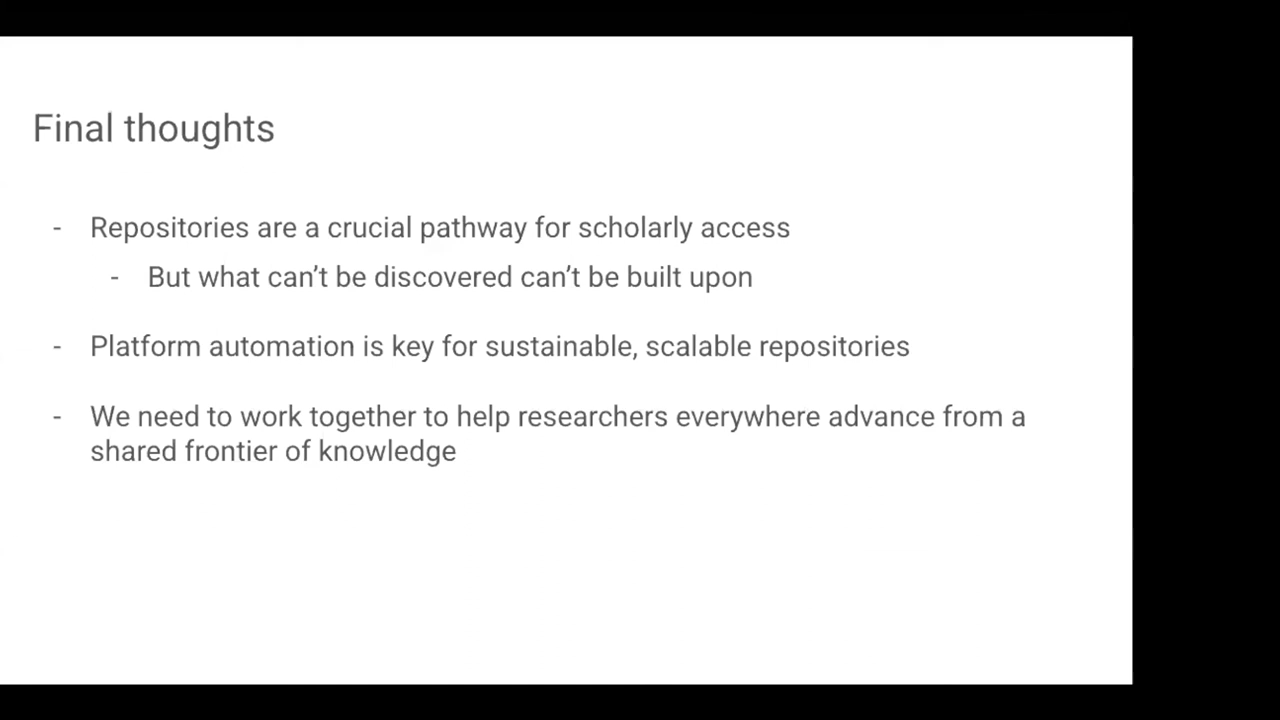 Final thoughts
- Repositories are a crucial pathway for scholarly access
- But what can’t be discovered can’t be built upon
- Platform automation is key for sustainable, scalable repositories
- We need to work together to help researchers everywhere advance from a
shared frontier of knowledge